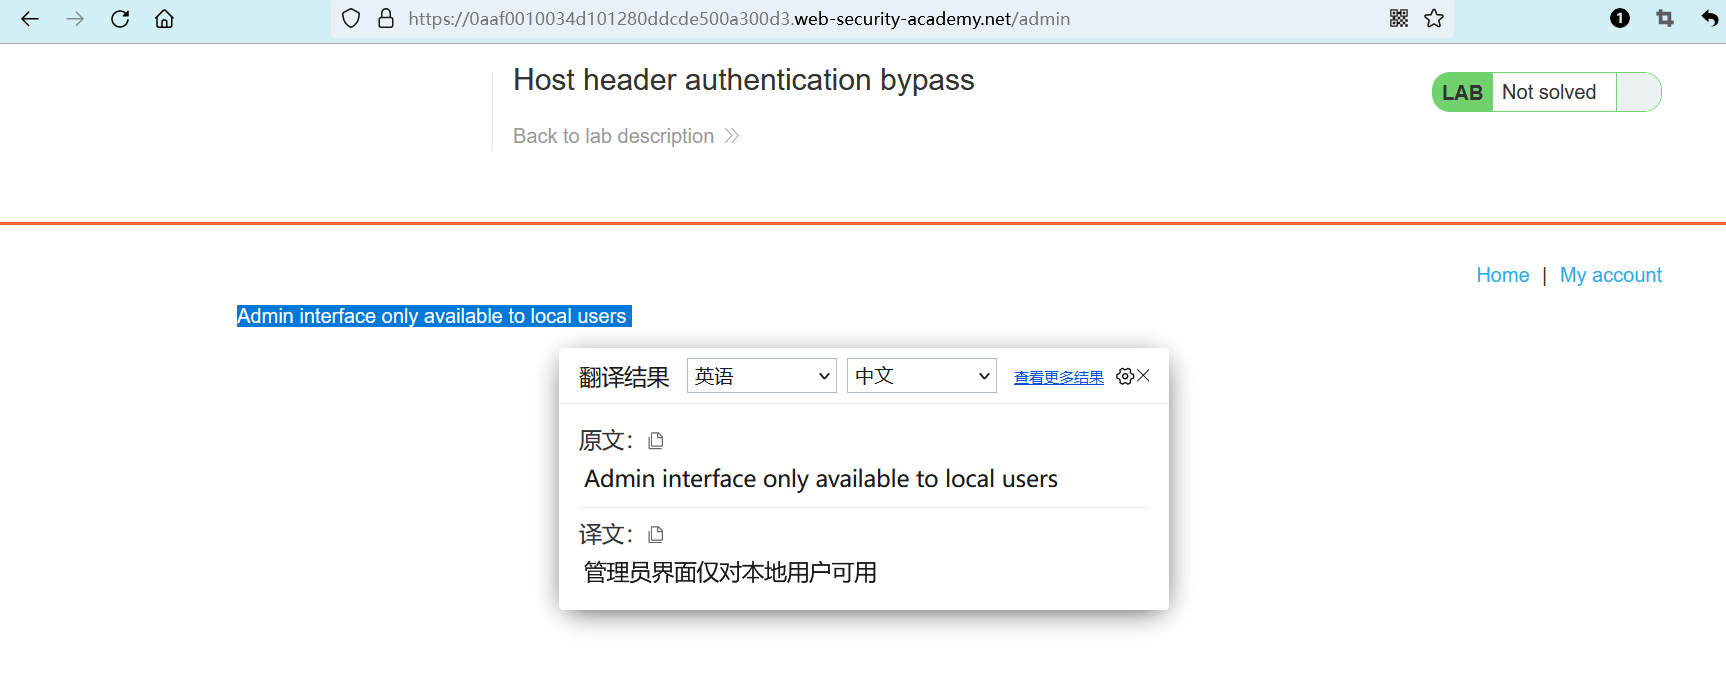 https://0aaf0010034d101280ddcde500a300d3.web-security-academy.net/admin
1
Host header authentication bypass
LAB Not solved
Back to lab description
Home | My account
Admin interface only available to local users
翻译结果 英语 中文 查看更多结果
原文：
Admin interface only available to local users
译文：
管理员界面仅对本地用户可用